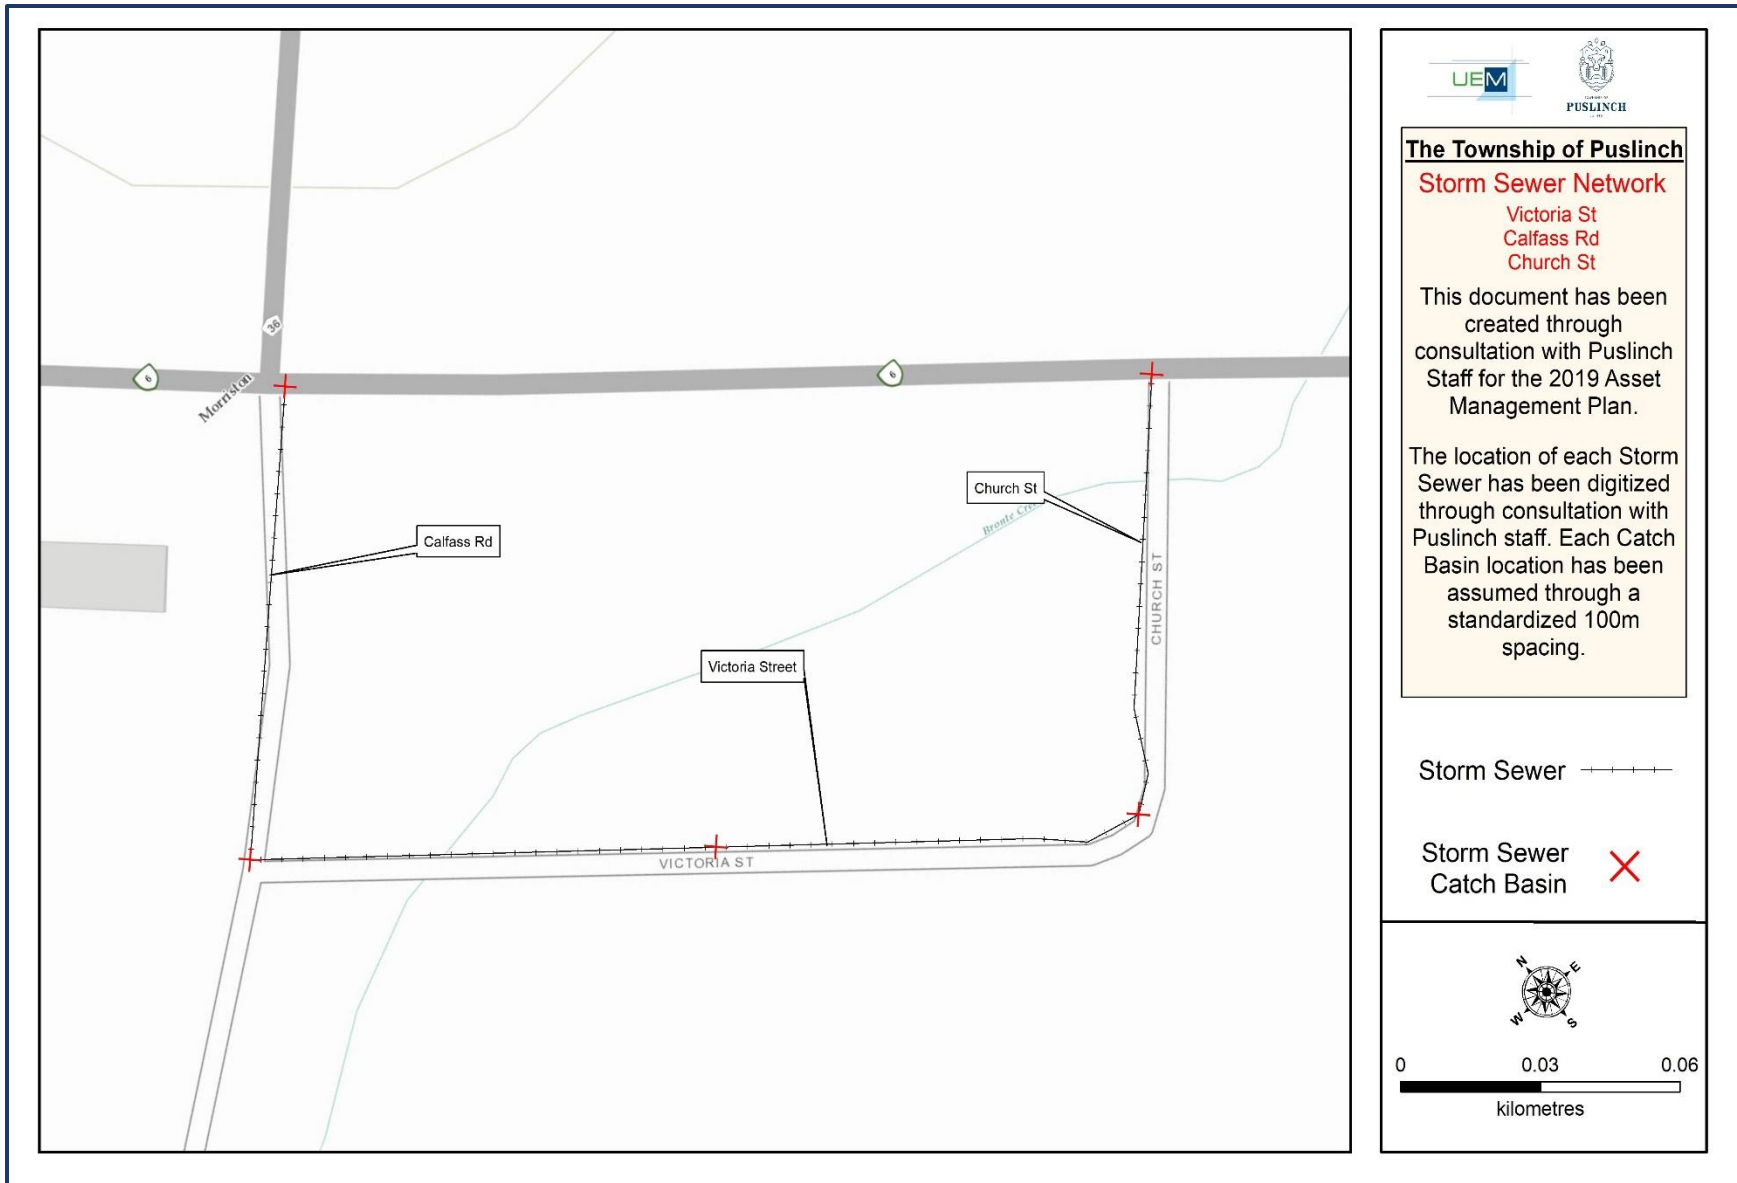 36
6
6
Morriston
Church St
Bronte Cre
Calfass Rd
CHURCH ST
Victoria Street
VICTORIA ST
UEM
PUSLINCH
The Township of Puslinch
Storm Sewer Network
Victoria St
Calfass Rd
Church St
This document has been
created through
consultation with Puslinch
Staff for the 2019 Asset
Management Plan.
The location of each Storm
Sewer has been digitized
through consultation with
Puslinch staff. Each Catch
Basin location has been
assumed through a
standardized 100m
spacing.
Storm Sewer
Storm Sewer
Catch Basin
N
E
W
S
0 0.03 0.06
kilometres